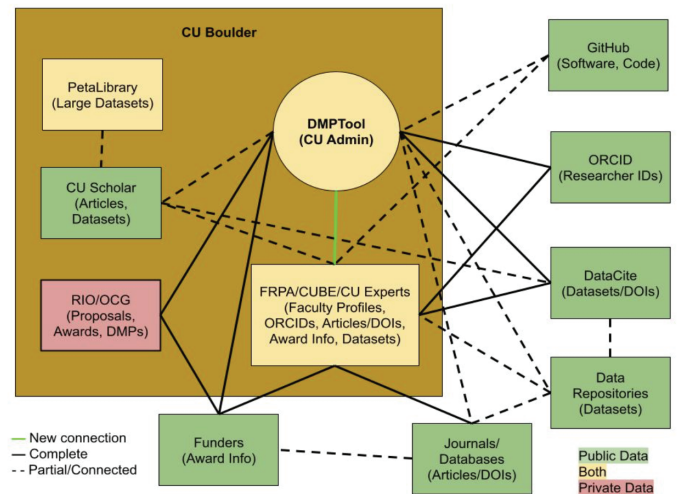 CU Boulder
PetaLibrary
(Large Datasets)
DMPTool
(CU Admin)
GitHub
(Software, Code)
ORCID
(Researcher IDs)
CU Scholar
(Articles,
Datasets)
DataCite
(Datasets/DOIs)
RIO/OCG
(Proposals,
Awards, DMPs)
FRPA/CUBE/CU Experts
(Faculty Profiles,
ORCIDs, Articles/DOIs,
Award Info, Datasets)
Data
Repositories
(Datasets)
Funders
(Award Info)
Journals/
Databases
(Articles/DOIs)
New connection
Complete
Partial/Connected
Public Data
Both
Private Data